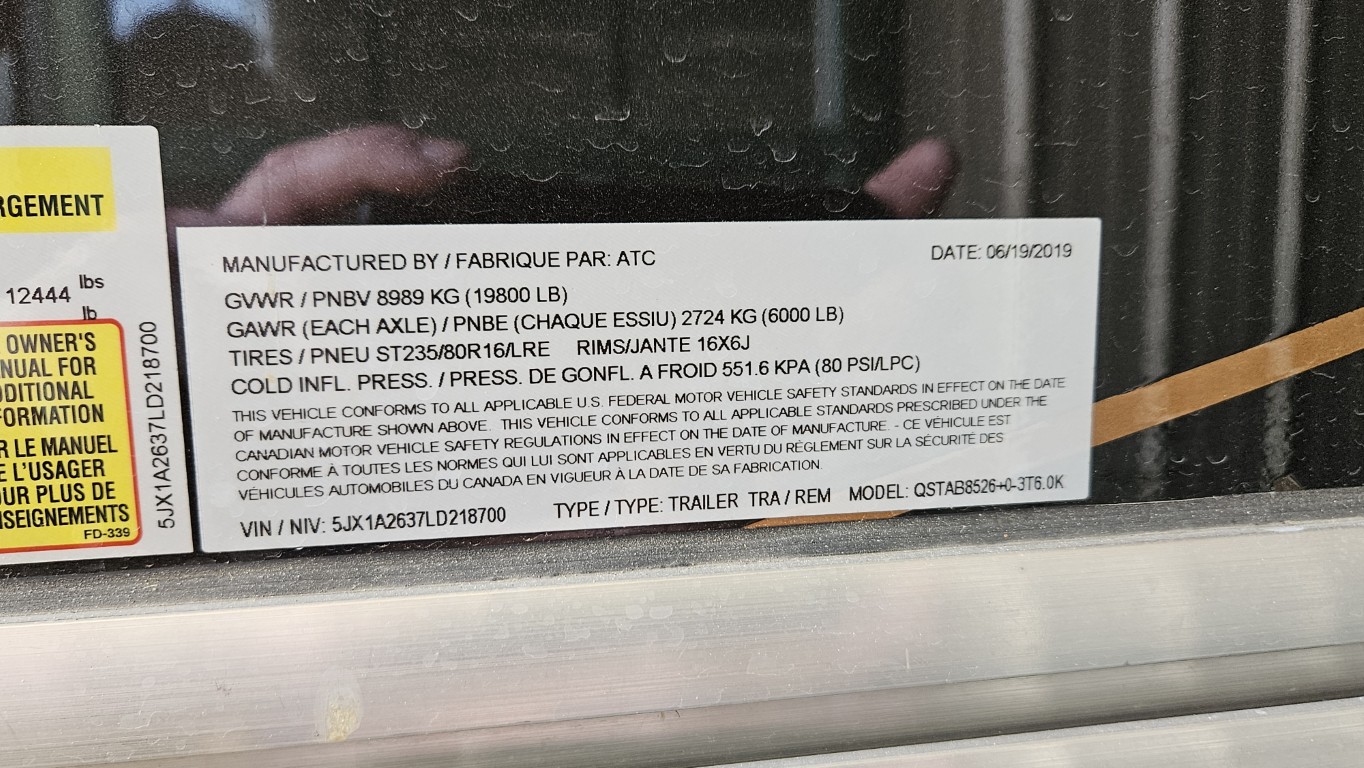 RGEMENT
12444 lbs
lb
OWNER'S
NUAL FOR
DDITIONAL
FORMATION
R LE MANUEL
E L'USAGER
OUR PLUS DE
NSEIGNEMENTS
FD-339
5JX1A2637LD218700
MANUFACTURED BY / FABRIQUE PAR: ATC DATE: 06/19/2019
GVWR / PNBV 8989 KG (19800 LB)
GAWR (EACH AXLE) / PNBE (CHAQUE ESSIU) 2724 KG (6000 LB)
TIRES / PNEU ST235/80R16/LRE RIMS/JANTE 16X6J
COLD INFL. PRESS. / PRESS. DE GONFL. A FROID 551.6 KPA (80 PSI/LPC)
THIS VEHICLE CONFORMS TO ALL APPLICABLE U.S. FEDERAL MOTOR VEHICLE SAFETY STANDARDS IN EFFECT ON THE DATE
OF MANUFACTURE SHOWN ABOVE. THIS VEHICLE CONFORMS TO ALL APPLICABLE STANDARDS PRESCRIBED UNDER THE
CANADIAN MOTOR VEHICLE SAFETY REGULATIONS IN EFFECT ON THE DATE OF MANUFACTURE. - CE VÉHICULE EST
CONFORME À TOUTES LES NORMES QUI LUI SONT APPLICABLES EN VERTU DU RÈGLEMENT SUR LA SÉCURITÉ DES
VÉHICULES AUTOMOBILES DU CANADA EN VIGUEUR À LA DATE DE SA FABRICATION.
VIN / NIV: 5JX1A2637LD218700 TYPE / TYPE: TRAILER TRA / REM MODEL: QSTAB8526+0-3T6.0K